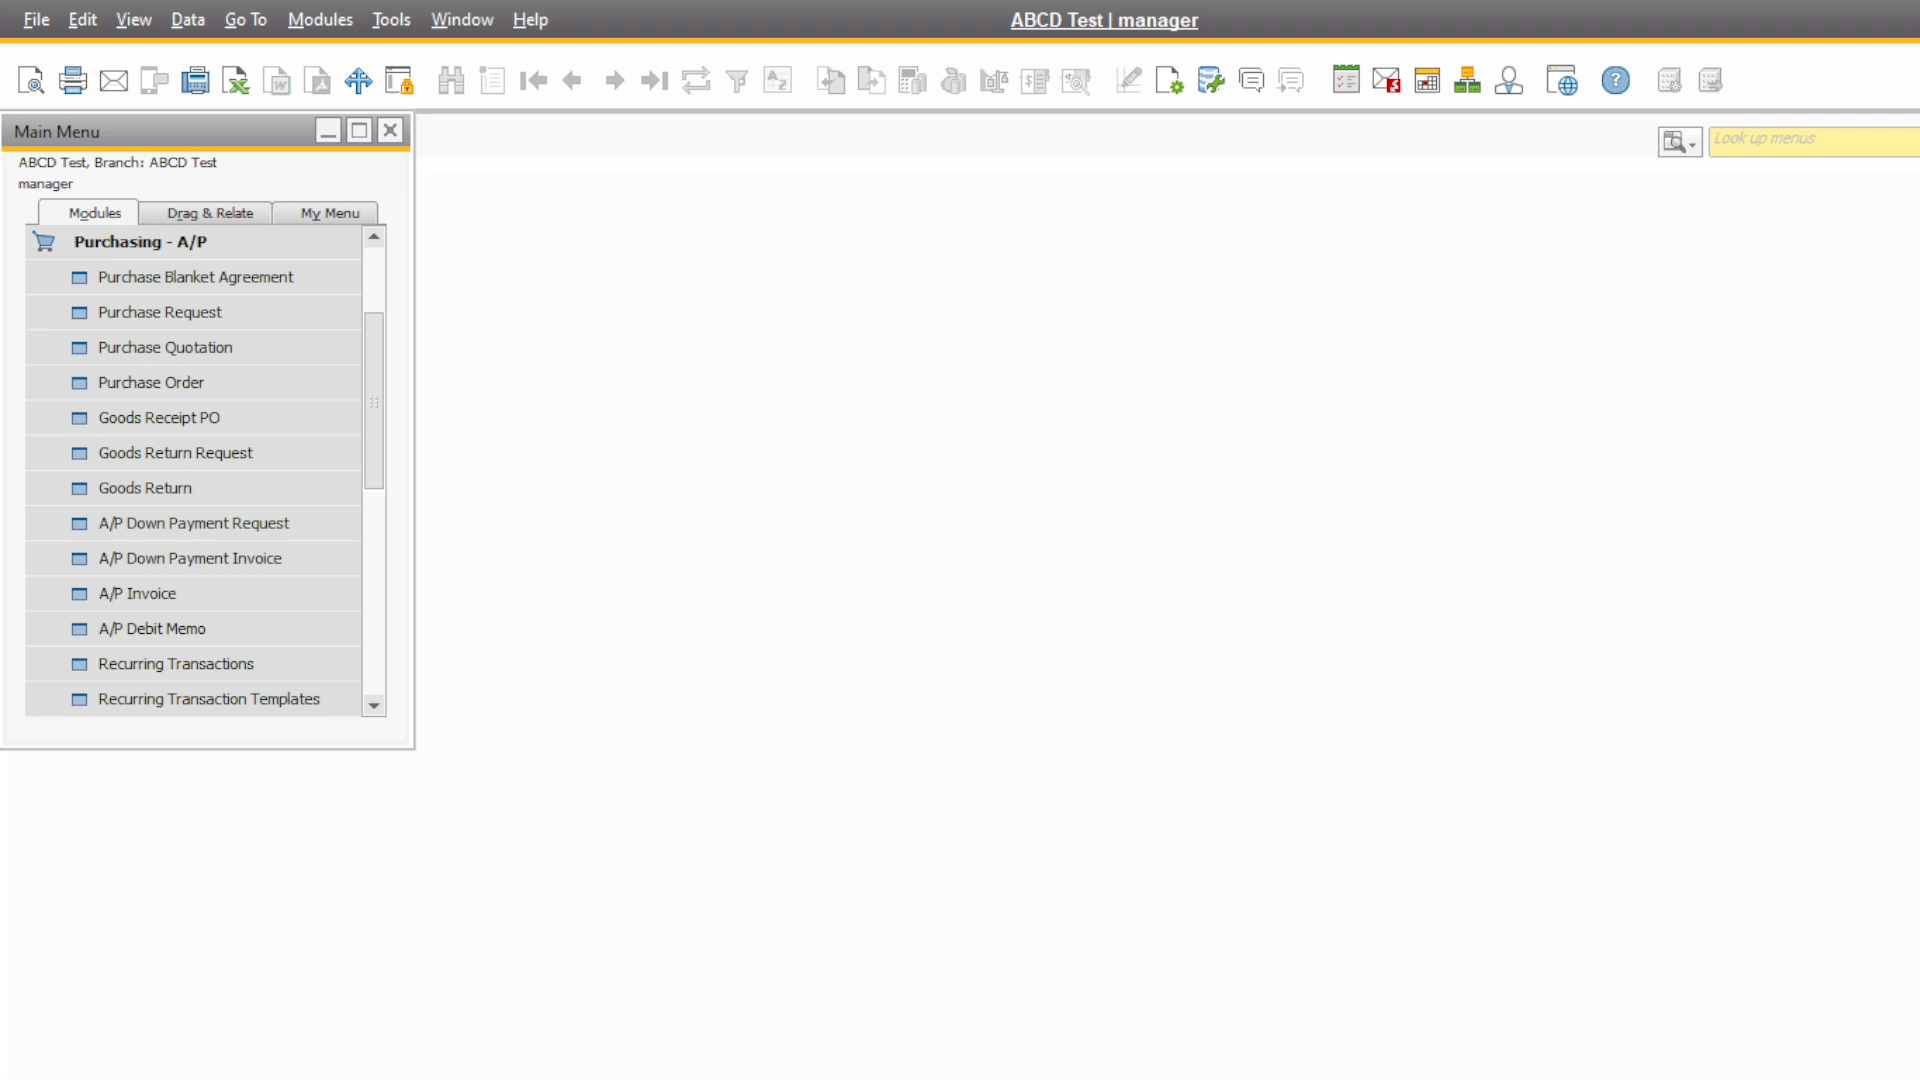 File Edit View Data Go To Modules Tools Window Help
ABCD Test | manager
Main Menu
Look up menus
ABCD Test, Branch: ABCD Test
manager
Modules Drag & Relate My Menu
Purchasing - A/P
Purchase Blanket Agreement
Purchase Request
Purchase Quotation
Purchase Order
Goods Receipt PO
Goods Return Request
Goods Return
A/P Down Payment Request
A/P Down Payment Invoice
A/P Invoice
A/P Debit Memo
Recurring Transactions
Recurring Transaction Templates